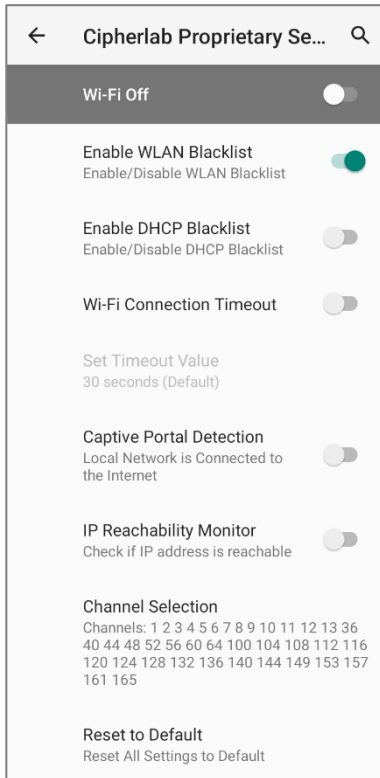 Cipherlab Proprietary Se...
Wi-Fi Off
Enable WLAN Blacklist
Enable/Disable WLAN Blacklist
Enable DHCP Blacklist
Enable/Disable DHCP Blacklist
Wi-Fi Connection Timeout
Set Timeout Value
30 seconds (Default)
Captive Portal Detection
Local Network is Connected to
the Internet
IP Reachability Monitor
Check if IP address is reachable
Channel Selection
Channels: 1 2 3 4 5 6 7 8 9 10 11 12 13 36
40 44 48 52 56 60 64 100 104 108 112 116
120 124 128 132 136 140 144 149 153 157
161 165
Reset to Default
Reset All Settings to Default